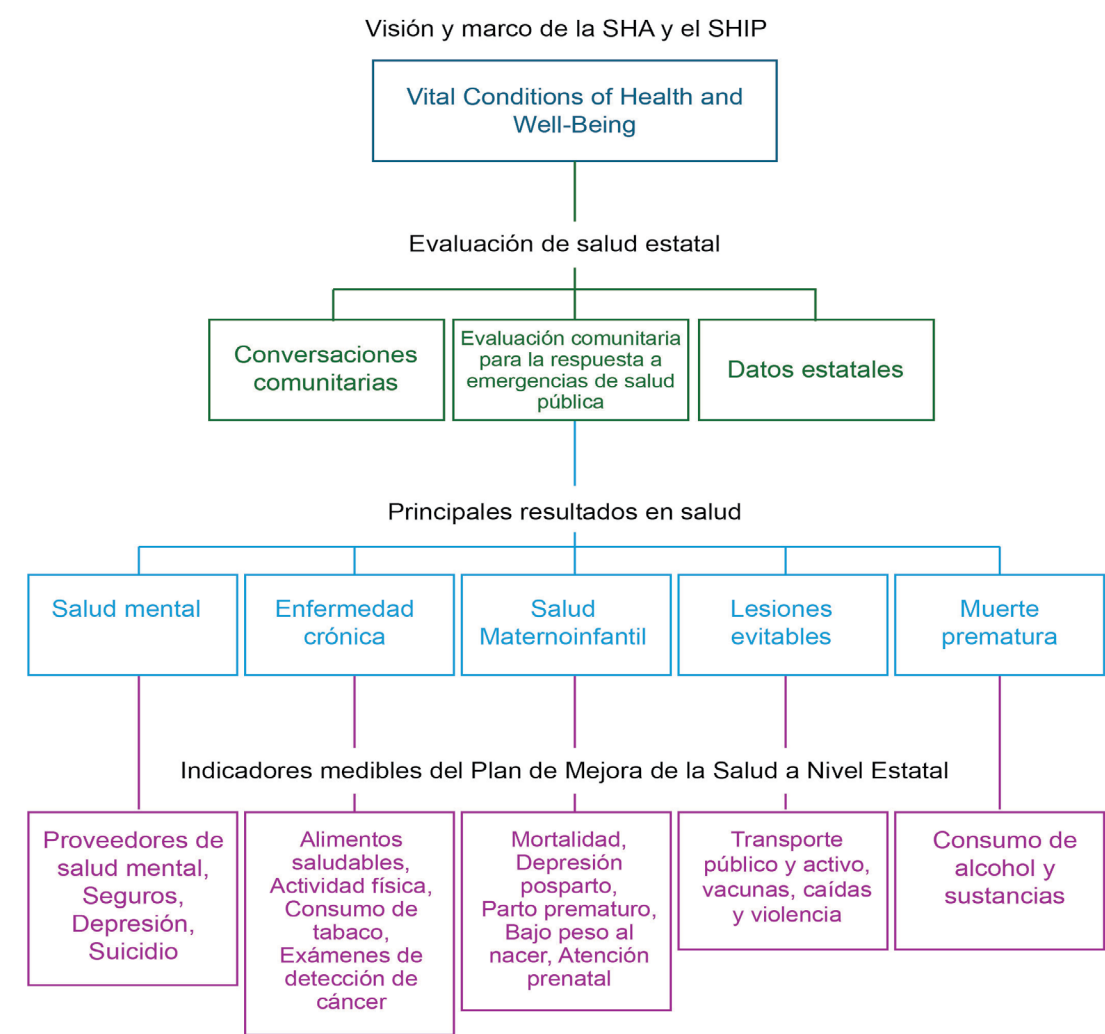 Visión y marco de la SHA y el SHIP
Vital Conditions of Health and
Well-Being
Evaluación de salud estatal
Conversaciones
comunitarias
Evaluación comunitaria
para la respuesta a
emergencias de salud
pública
Datos estatales
Principales resultados en salud
Salud mental
Enfermedad
crónica
Salud
Maternoinfantil
Lesiones
evitables
Muerte
prematura
Indicadores medibles del Plan de Mejora de la Salud a Nivel Estatal
Proveedores de
salud mental,
Seguros,
Depresión,
Suicidio
Alimentos
saludables,
Actividad física,
Consumo de
tabaco,
Exámenes de
detección de
cáncer
Mortalidad,
Depresión
posparto,
Parto prematuro,
Bajo peso al
nacer, Atención
prenatal
Transporte
público y activo,
vacunas, caídas
y violencia
Consumo de
alcohol y
sustancias